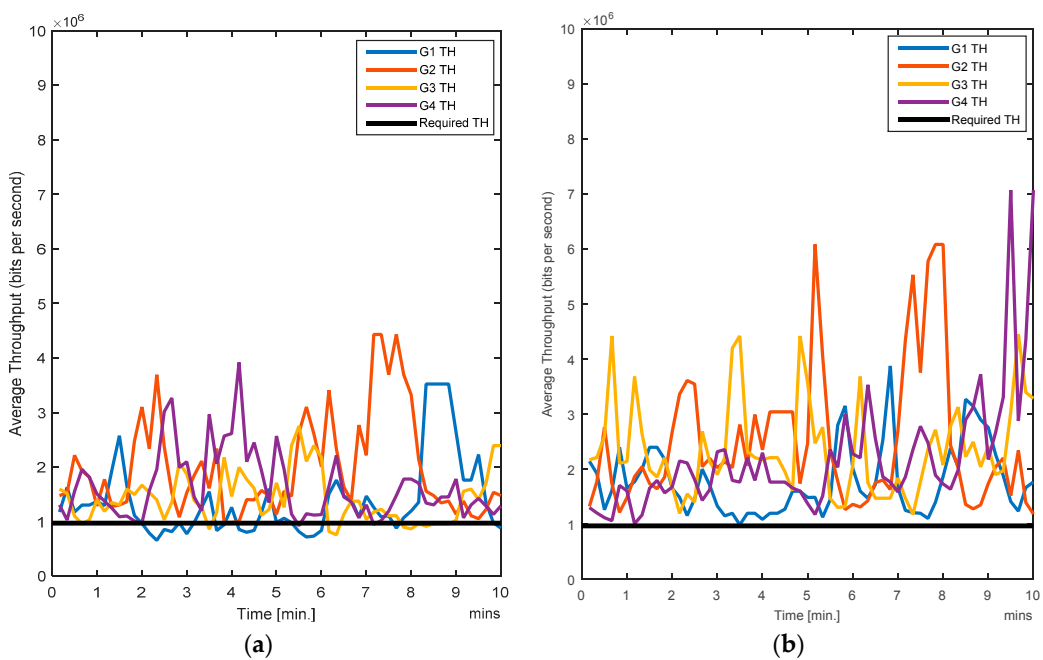 ×10⁶
10
9
8
7
6
5
4
3
2
1
0
Average Throughput (bits per second)
G1 TH
G2 TH
G3 TH
G4 TH
Required TH
0 1 2 3 4 5 6 7 8 9 10
Time [min.] mins
(a)
×10⁶
10
9
8
7
6
5
4
3
2
1
0
Average Throughput (bits per second)
G1 TH
G2 TH
G3 TH
G4 TH
Required TH
0 1 2 3 4 5 6 7 8 9 10
Time [min.] mins
(b)